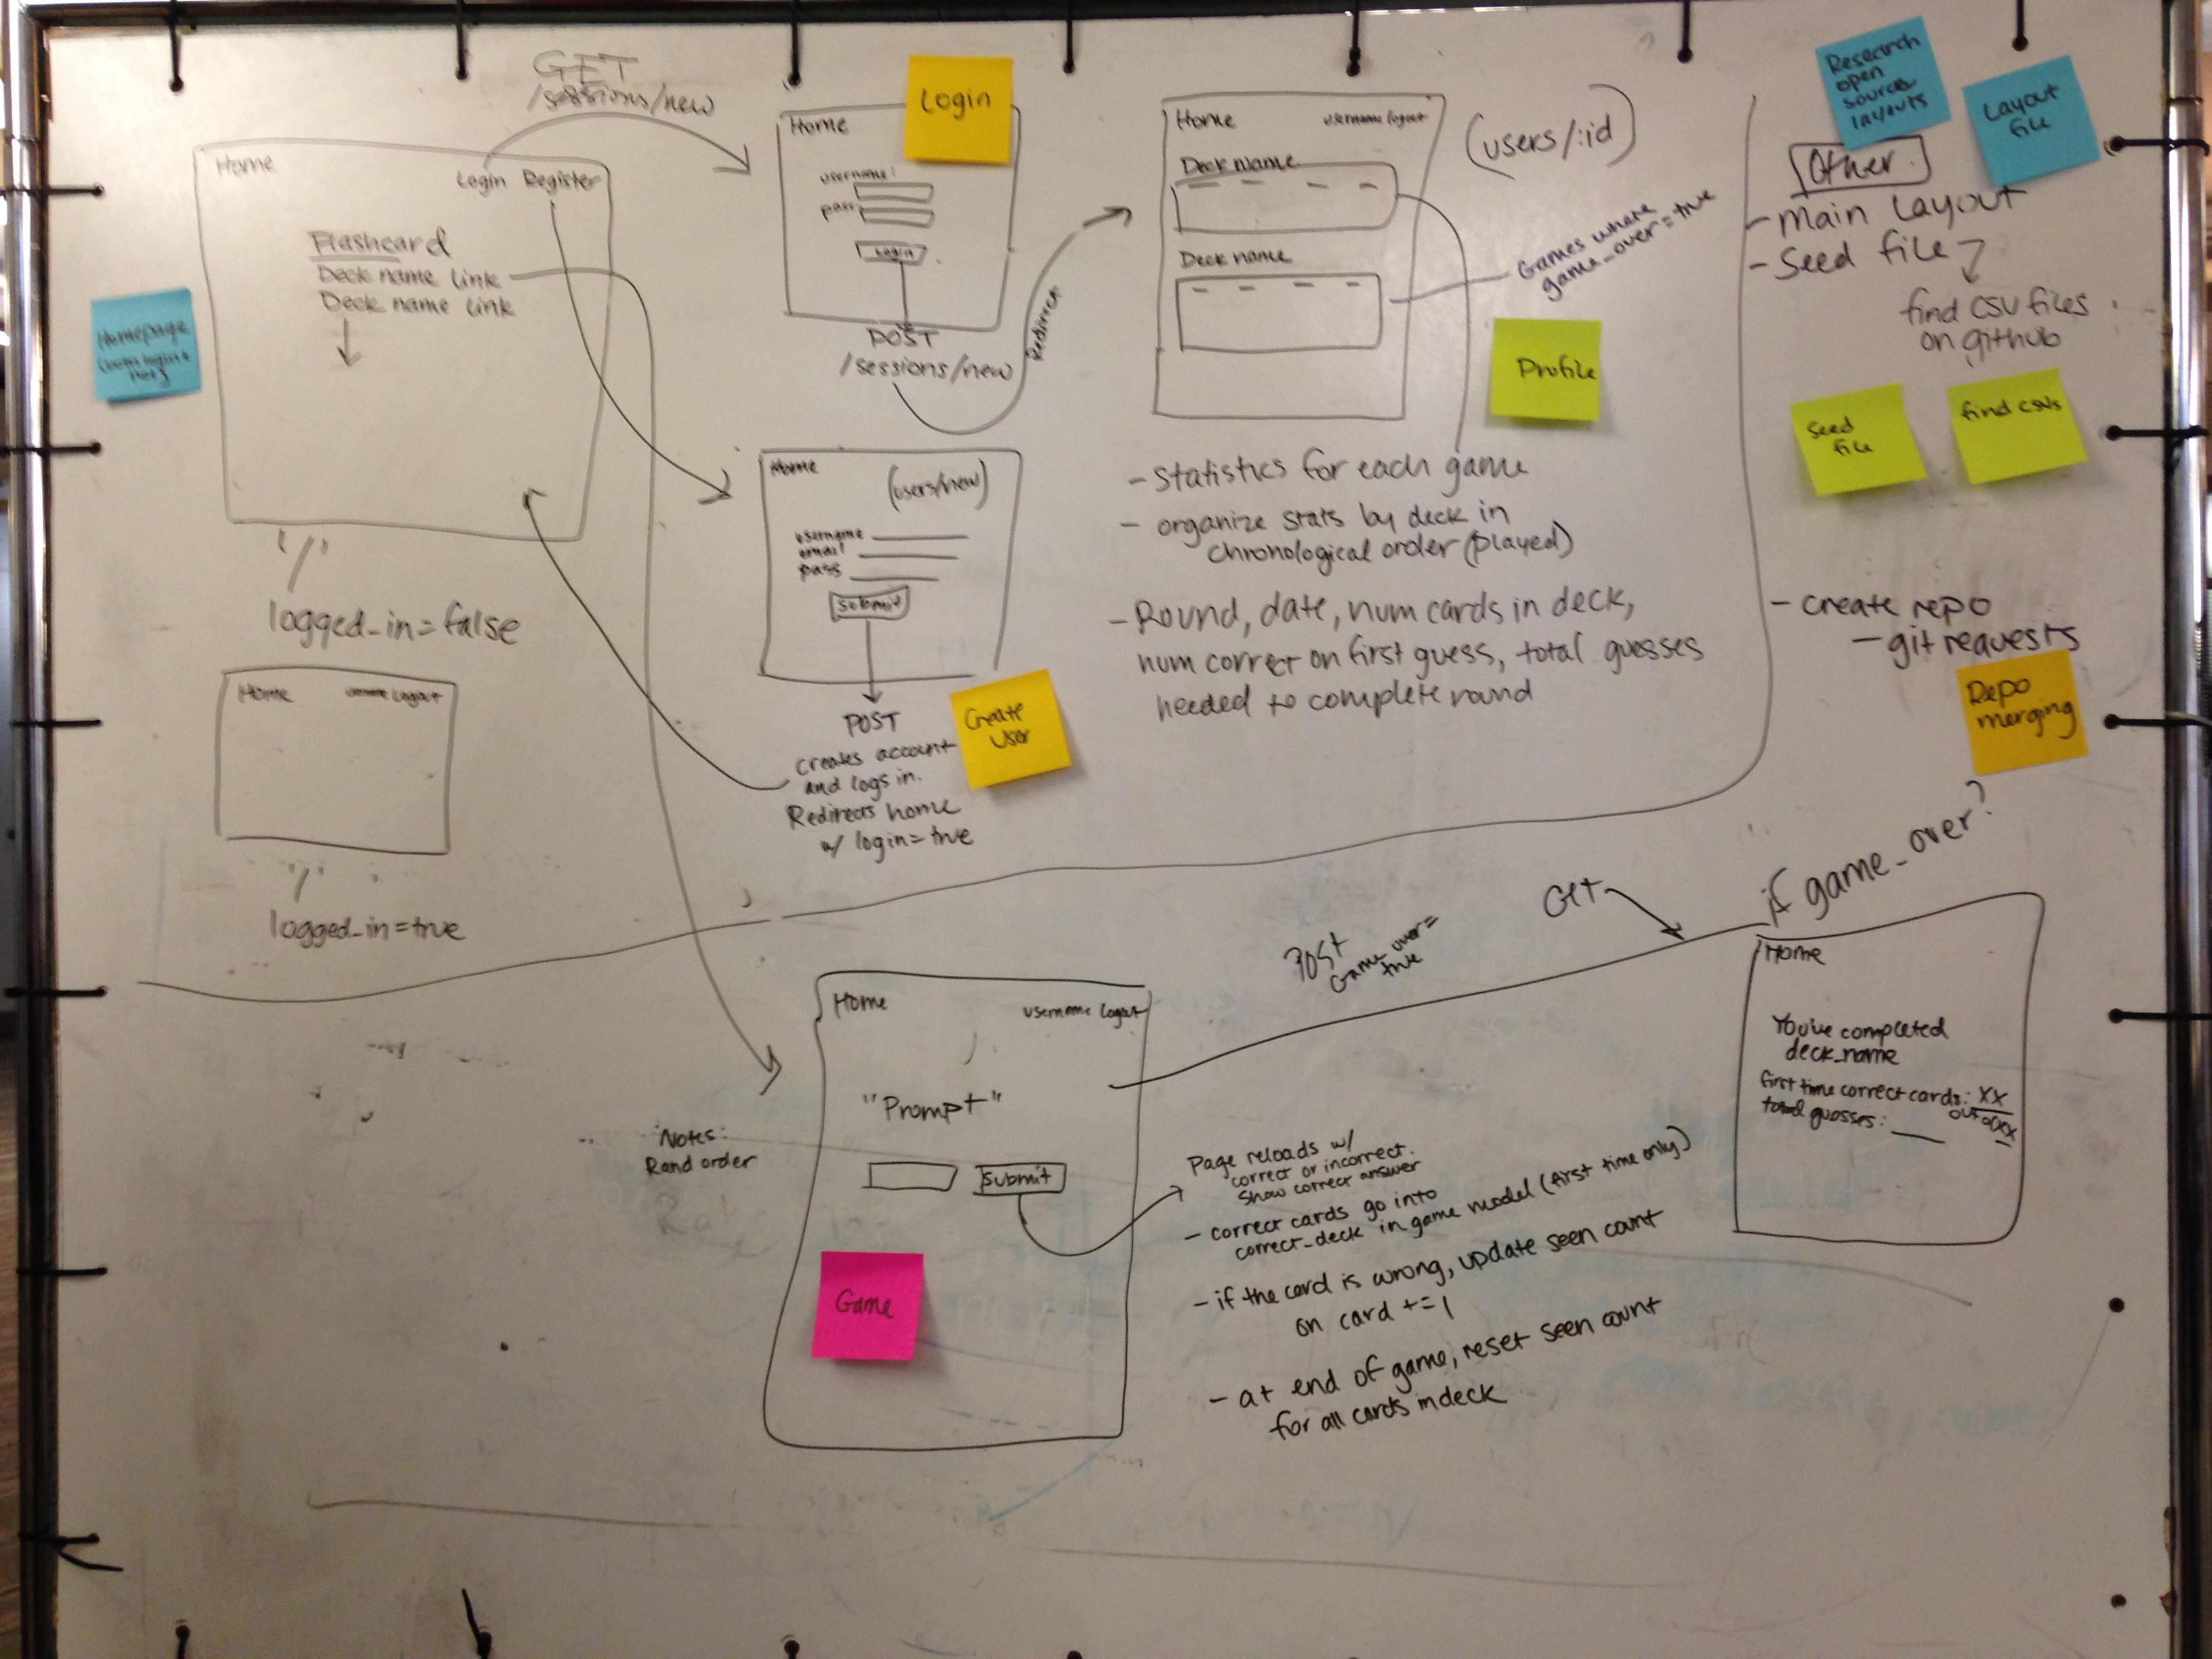 GET
/sessions/new
Home
Login Register
Flashcard
Deck name link
Deck name link
Homepage
"/"
logged_in=false
Home
username logout
"/"
logged_in=true
Login
Home
username:
pass:
Login
POST
/sessions/new
Redirect
Home
(users/new)
username
email
pass
Submit
POST
creates account
and logs in.
Redirects home
w/ login=true
Create
User
Home
username logout
Deck name
Deck name
(users/:id)
Games where
game_over=true
Profile
- Statistics for each game
- organize stats by deck in
chronological order (played)
- Round, date, num cards in deck,
num correct on first guess, total guesses
needed to complete round
Research
open
source
layouts
Layout
file
Other
- main layout
- Seed file
find CSV files
on github
Seed
file
find CSVs
- create repo
- git requests
Repo
merging
Notes:
Rand order
Home
username logout
"Prompt"
Submit
Game
POST
Game_over=
true
GET
if game_over?
Home
You've completed
deck_name
first time correct cards: XX
out of XX
total guesses:
Page reloads w/
correct or incorrect.
Show correct answer
- correct cards go into
correct_deck in game model (first time only)
- if the card is wrong, update seen count
on card +=1
- at end of game, reset seen count
for all cards in deck